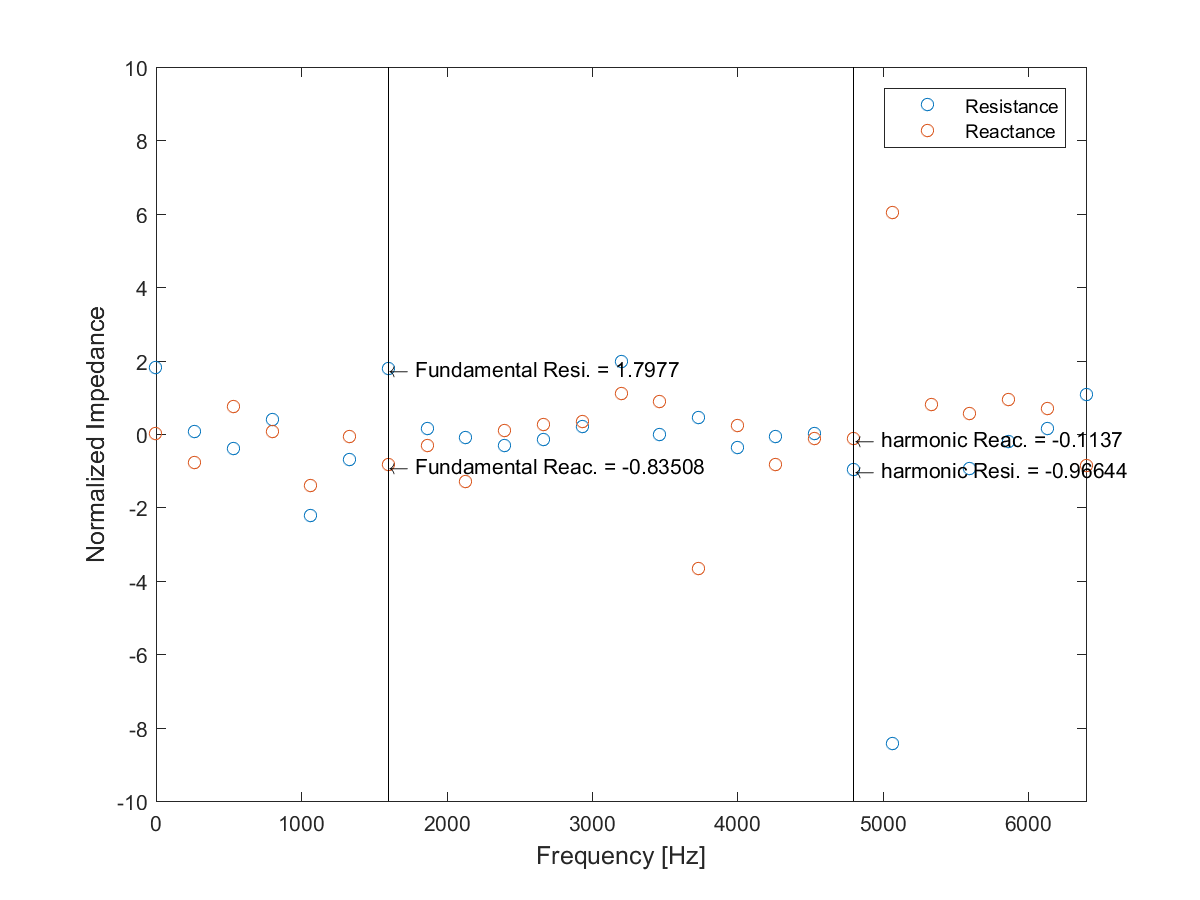 10
8
6
4
2
0
-2
-4
-6
-8
-10
Normalized Impedance
Resistance
Reactance
← Fundamental Resi. = 1.7977
← Fundamental Reac. = -0.83508
← harmonic Reac. = -0.1137
← harmonic Resi. = -0.96644
0
1000
2000
3000
4000
5000
6000
Frequency [Hz]